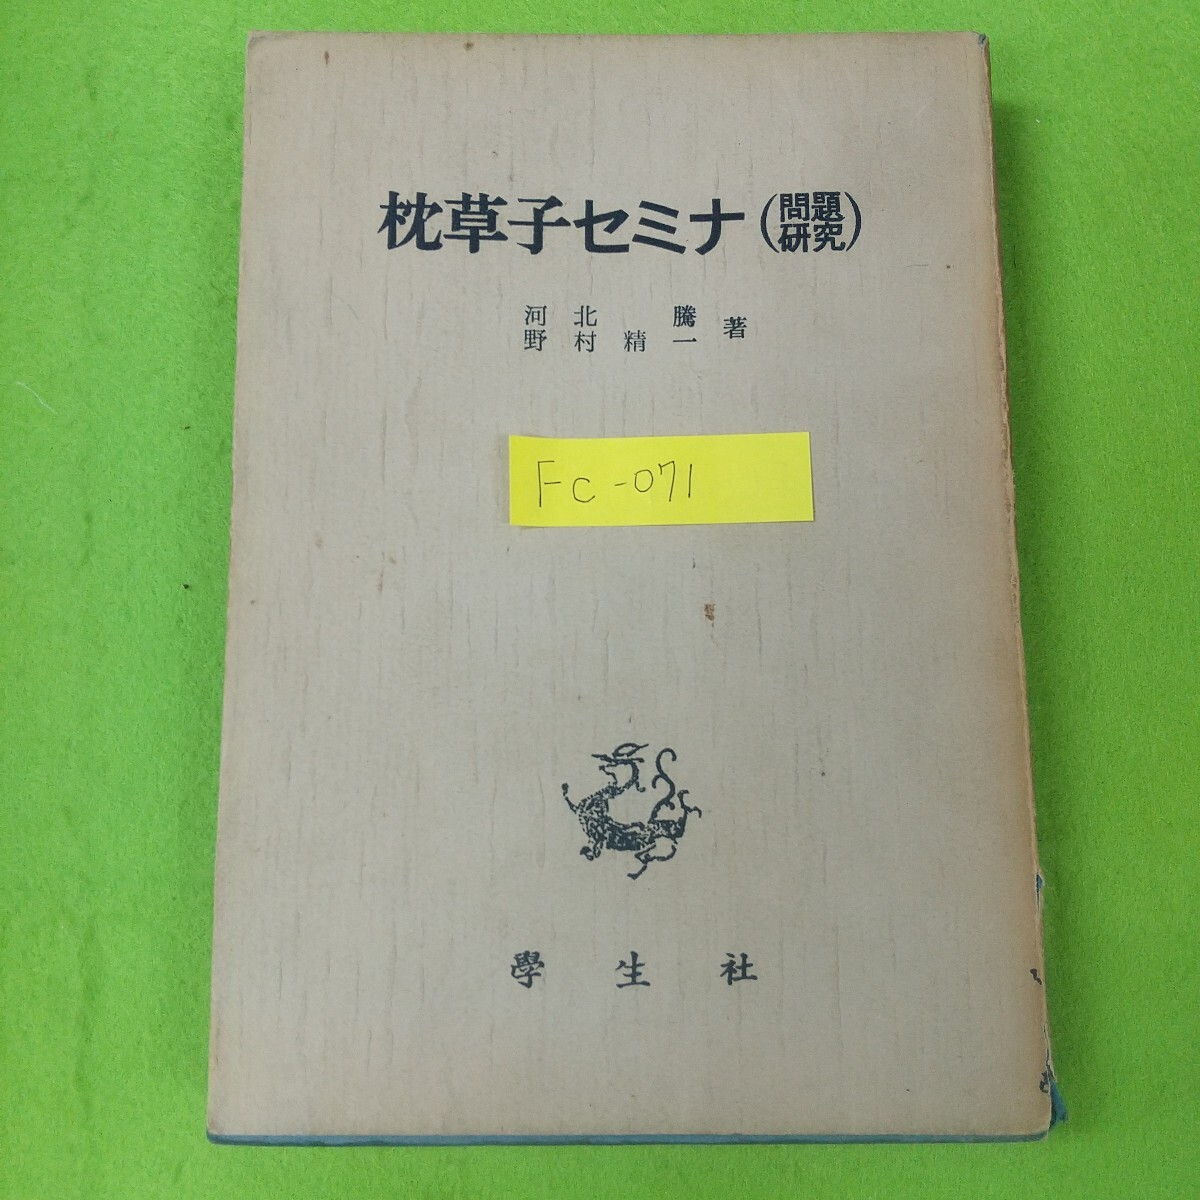 枕草子セミナ(問題研究)
河北 騰
野村精一 著
Fc-071
學生社